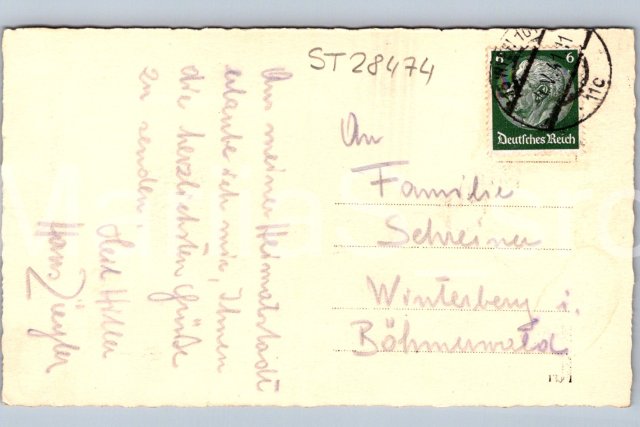 ST28474
Aus meiner Heimatstadt
erlaube ich mir, Ihnen
die herzlichsten Grüße
zu senden.
Heil Hitler
Hans Ziegler
6
Deutsches Reich
11c
An
Familie
Schreiner
Winterberg i.
Böhmerwald